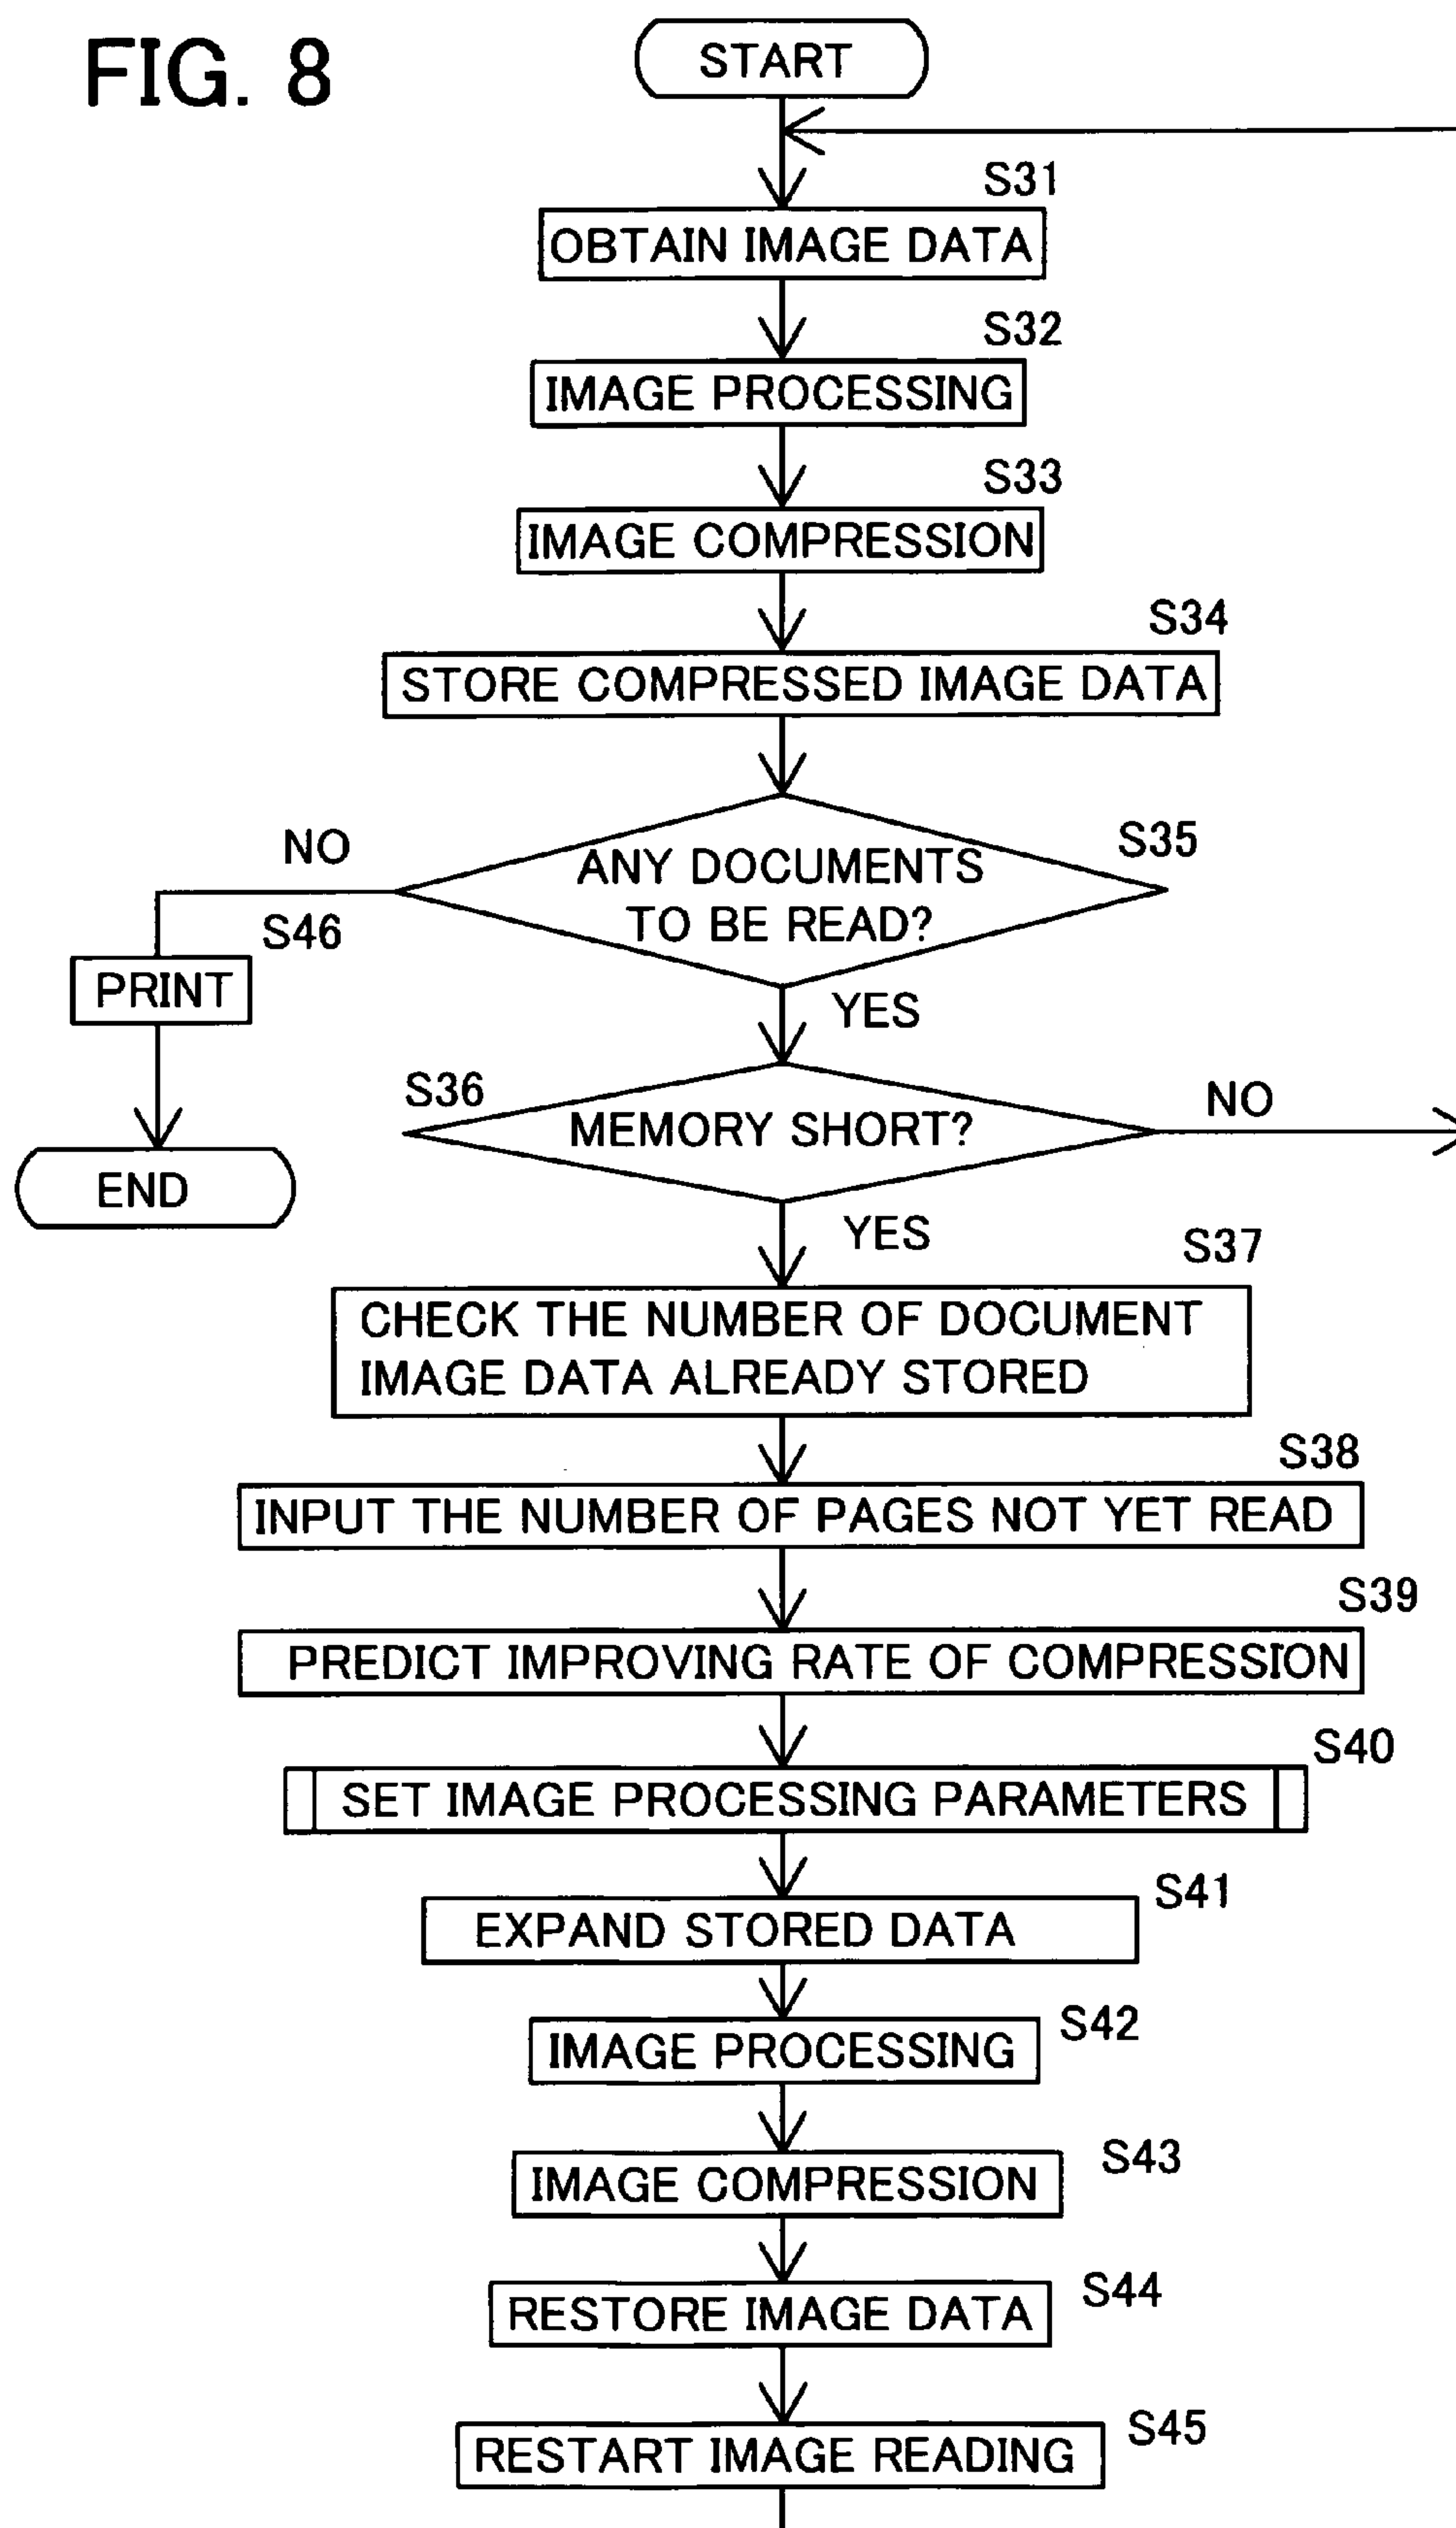 FIG. 8
START
S31
OBTAIN IMAGE DATA
S32
IMAGE PROCESSING
S33
IMAGE COMPRESSION
S34
STORE COMPRESSED IMAGE DATA
NO
S35
ANY DOCUMENTS
TO BE READ?
S46
PRINT
YES
END
S36
MEMORY SHORT?
NO
YES
S37
CHECK THE NUMBER OF DOCUMENT
IMAGE DATA ALREADY STORED
S38
INPUT THE NUMBER OF PAGES NOT YET READ
S39
PREDICT IMPROVING RATE OF COMPRESSION
S40
SET IMAGE PROCESSING PARAMETERS
S41
EXPAND STORED DATA
S42
IMAGE PROCESSING
S43
IMAGE COMPRESSION
S44
RESTORE IMAGE DATA
S45
RESTART IMAGE READING